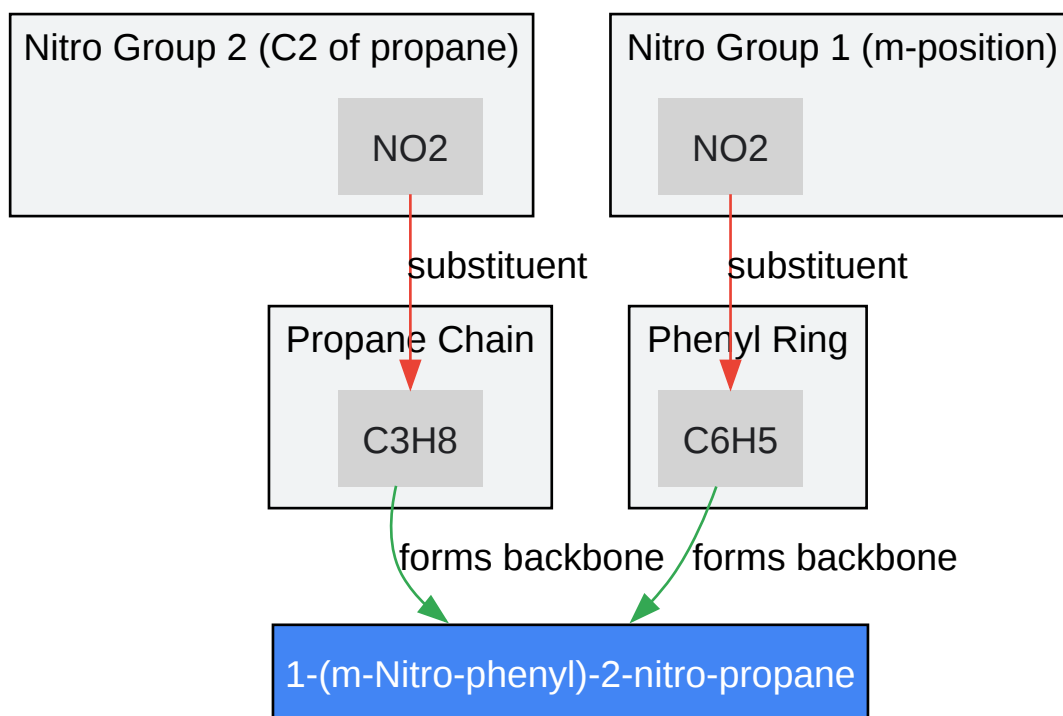 Nitro Group 2 (C2 of propane)
Nitro Group 1 (m-position)
NO2
NO2
substituent
substituent
Propane Chain
Phenyl Ring
C3H8
C6H5
forms backbone
forms backbone
1-(m-Nitro-phenyl)-2-nitro-propane